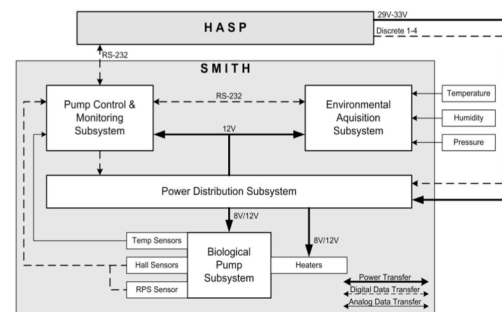 HASP
29V-33V
Discrete 1-4
RS-232
SMITH
Pump Control &
Monitoring
Subsystem
RS-232
Environmental
Aquisition
Subsystem
Temperature
Humidity
Pressure
12V
Power Distribution Subsystem
8V/12V
8V/12V
Temp Sensors
Hall Sensors
RPS Sensor
Biological
Pump
Subsystem
Heaters
Power Transfer
Digital Data Transfer
Analog Data Transfer